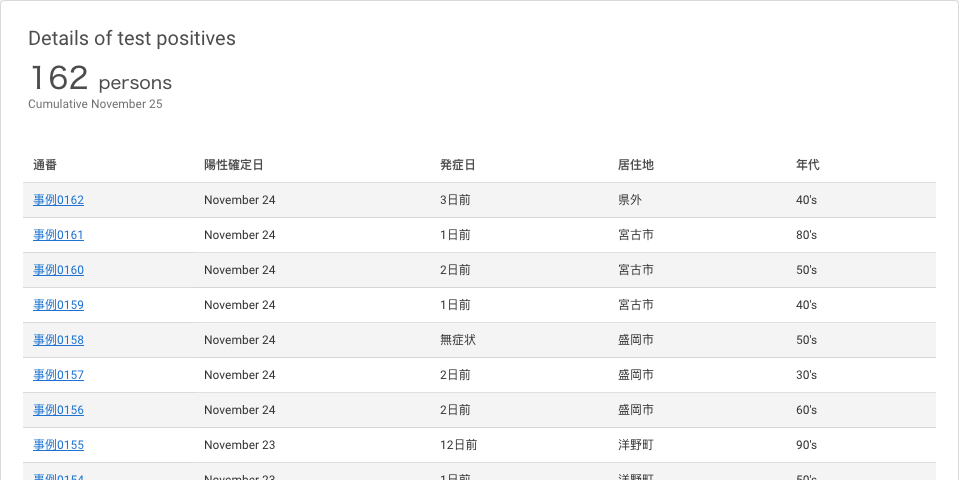 Details of test positives
162 persons
Cumulative November 25
通番 陽性確定日 発症日 居住地 年代
事例0162 November 24 3日前 県外 40's
事例0161 November 24 1日前 宮古市 80's
事例0160 November 24 2日前 宮古市 50's
事例0159 November 24 1日前 宮古市 40's
事例0158 November 24 無症状 盛岡市 50's
事例0157 November 24 2日前 盛岡市 30's
事例0156 November 24 2日前 盛岡市 60's
事例0155 November 23 12日前 洋野町 90's
事例0154 November 23 1日前 洋野町 50's